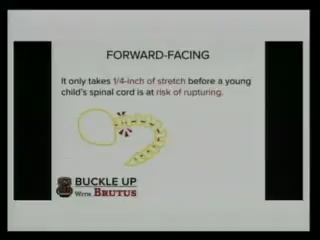 FORWARD-FACING
It only takes 1/4-inch of stretch before a young
child's spinal cord is at risk of rupturing.
BUCKLE UP
WITH BRUTUS